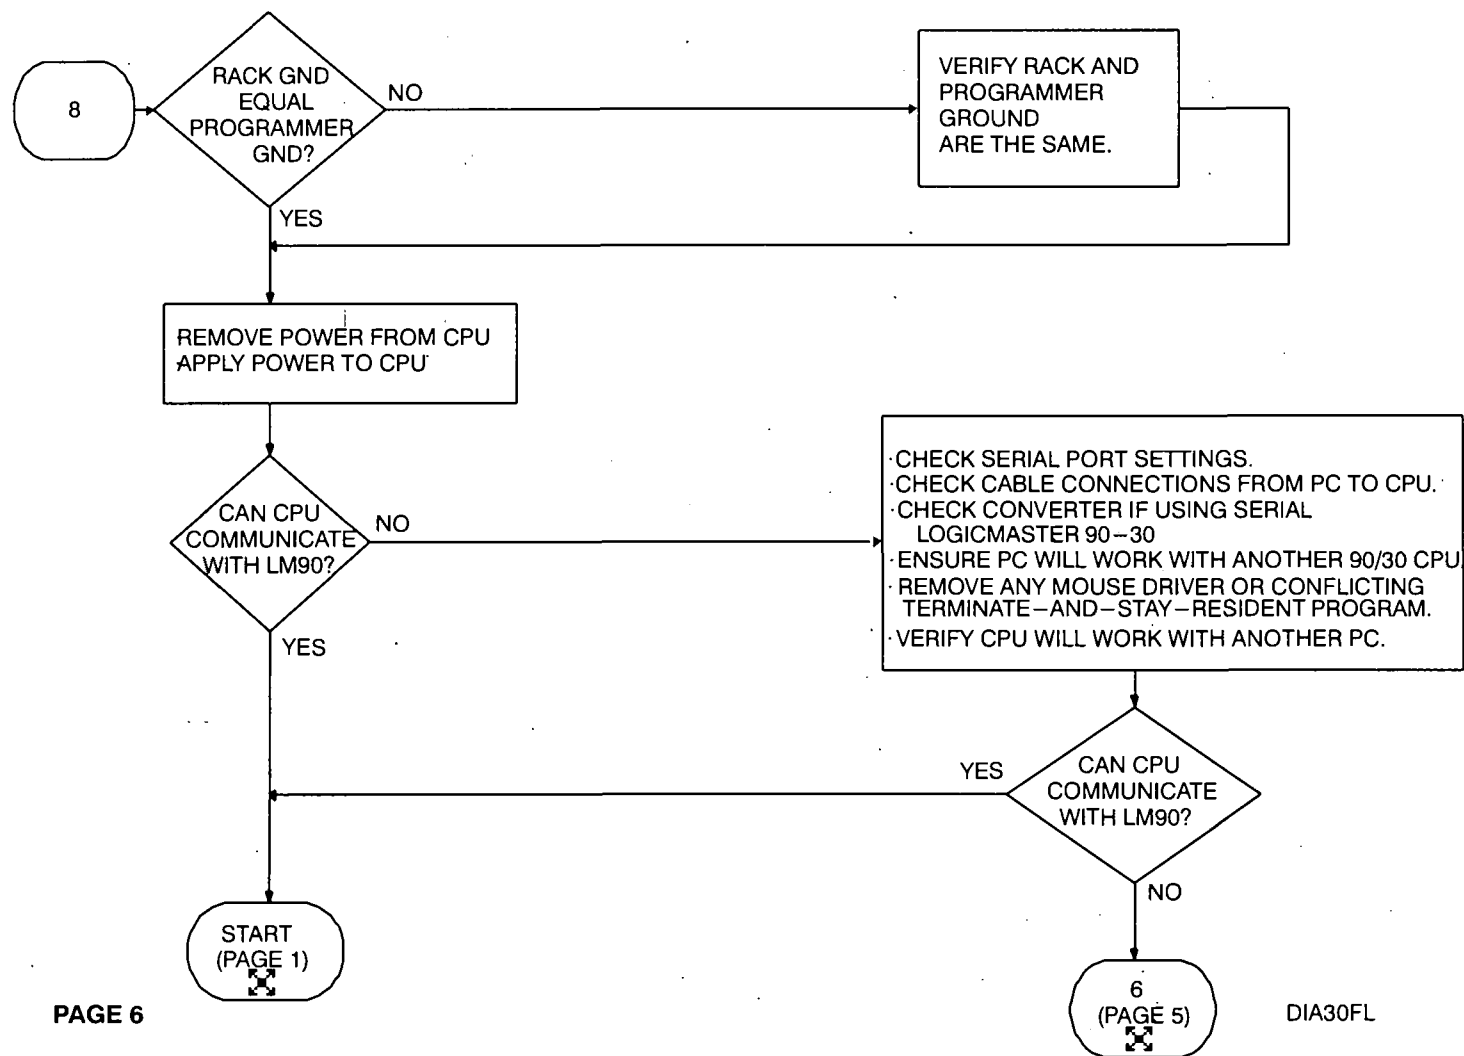 8
RACK GND
EQUAL
PROGRAMMER
GND?
NO
VERIFY RACK AND
PROGRAMMER
GROUND
ARE THE SAME.
YES
REMOVE POWER FROM CPU
APPLY POWER TO CPU
CAN CPU
COMMUNICATE
WITH LM90?
NO
·CHECK SERIAL PORT SETTINGS.
·CHECK CABLE CONNECTIONS FROM PC TO CPU.
·CHECK CONVERTER IF USING SERIAL
LOGICMASTER 90–30
·ENSURE PC WILL WORK WITH ANOTHER 90/30 CPU.
·REMOVE ANY MOUSE DRIVER OR CONFLICTING
TERMINATE–AND–STAY–RESIDENT PROGRAM.
·VERIFY CPU WILL WORK WITH ANOTHER PC.
YES
CAN CPU
COMMUNICATE
WITH LM90?
YES
NO
START
(PAGE 1)
6
(PAGE 5)
PAGE 6
DIA30FL